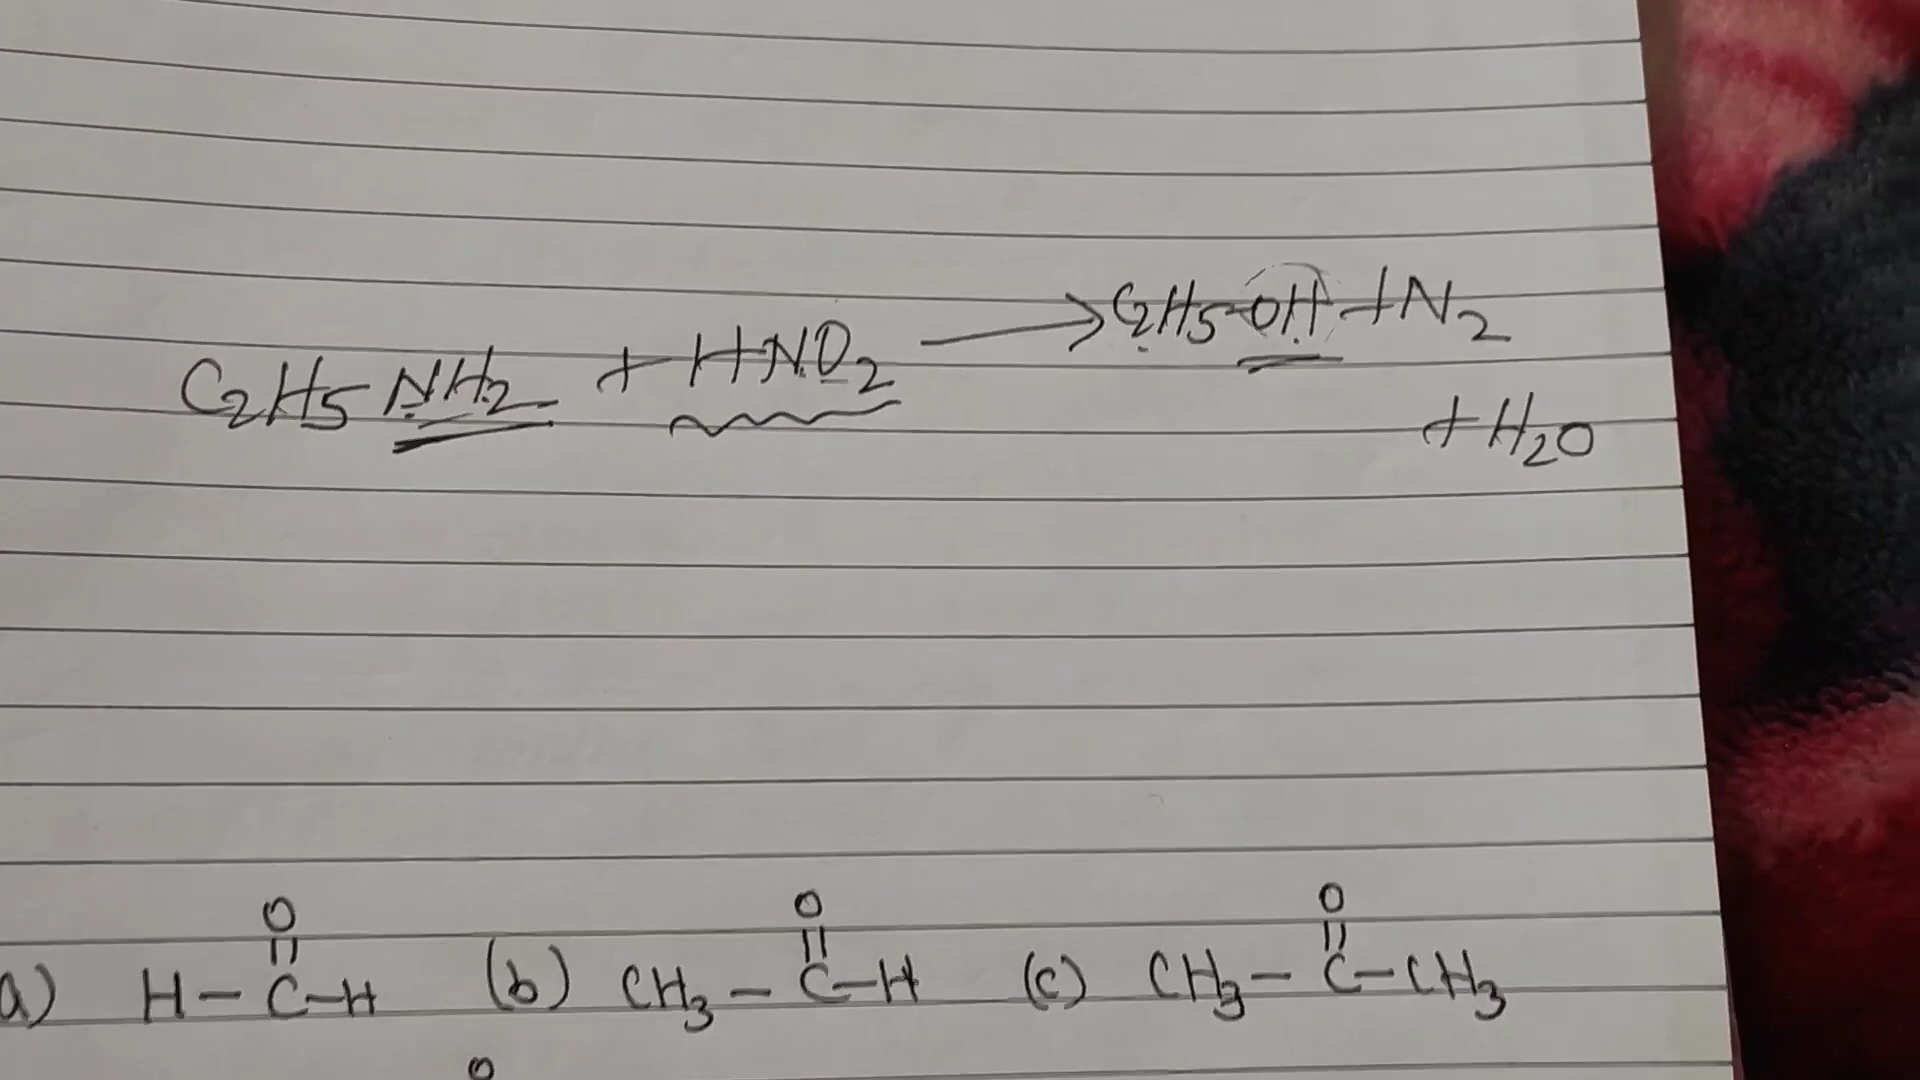 C2H5NH2 + HNO2 ⟶ C2H5-OH + N2
+ H2O
O O O
|| || ||
a) H-C-H (b) CH3-C-H (c) CH3-C-CH3
O